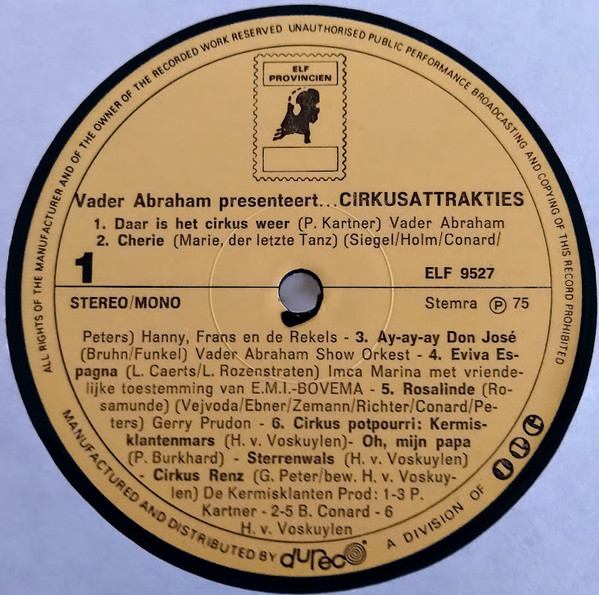 ALL RIGHTS OF THE MANUFACTURER AND OF THE OWNER OF THE RECORDED WORK RESERVED UNAUTHORISED PUBLIC PERFORMANCE BROADCASTING AND COPYING OF THIS RECORD PROHIBITED
ELF
PROVINCIEN
Vader Abraham presenteert...CIRKUSATTRAKTIES
1. Daar is het cirkus weer (P. Kartner) Vader Abraham
2. Cherie (Marie, der letzte Tanz) (Siegel/Holm/Conard/
1 ELF 9527
STEREO/MONO Stemra Ⓟ 75
Peters) Hanny, Frans en de Rekels - 3. Ay-ay-ay Don José
(Bruhn/Funkel) Vader Abraham Show Orkest - 4. Eviva Es-
pagna (L. Caerts/L. Rozenstraten) Imca Marina met vriende-
lijke toestemming van E.M.I.-BOVEMA - 5. Rosalinde (Ro-
samunde) (Vejvoda/Ebner/Zemann/Richter/Conard/Pe-
ters) Gerry Prudon - 6. Cirkus potpourri: Kermis-
klantenmars (H. v. Voskuylen)- Oh, mijn papa
(P. Burkhard) - Sterrenwals (H. v. Voskuylen) -
- Cirkus Renz (G. Peter/bew. H. v. Voskuy-
len) De Kermisklanten Prod: 1-3 P.
Kartner - 2-5 B. Conard - 6
H. v. Voskuylen
MANUFACTURED AND DISTRIBUTED BY dureco A DIVISION OF